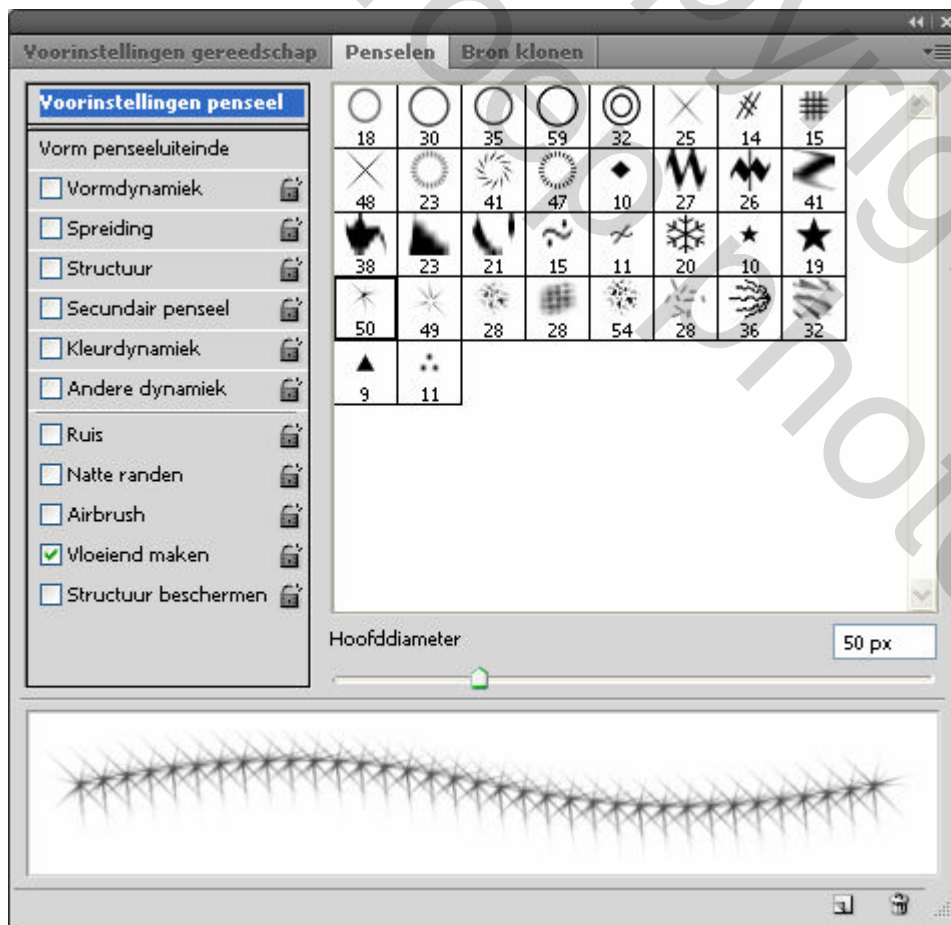 Voorinstellingen gereedschap Penselen Bron klonen
Voorinstellingen penseel
Vorm penseeluiteinde
Vormdynamiek
Spreiding
Structuur
Secundair penseel
Kleurdynamiek
Andere dynamiek
Ruis
Natte randen
Airbrush
Vloeiend maken
Structuur beschermen
18 30 35 59 32 25 14 15
48 23 41 47 10 27 26 41
38 23 21 15 11 20 10 19
50 49 28 28 54 28 36 32
9 11
Hoofddiameter 50 px